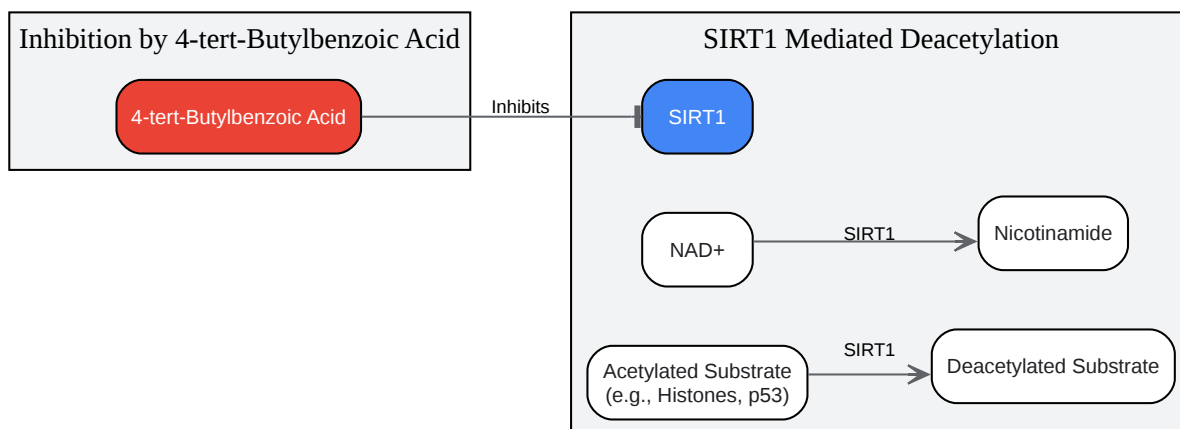 Inhibition by 4-tert-Butylbenzoic Acid
4-tert-Butylbenzoic Acid
Inhibits
SIRT1 Mediated Deacetylation
SIRT1
NAD+
SIRT1
Nicotinamide
Acetylated Substrate
(e.g., Histones, p53)
SIRT1
Deacetylated Substrate